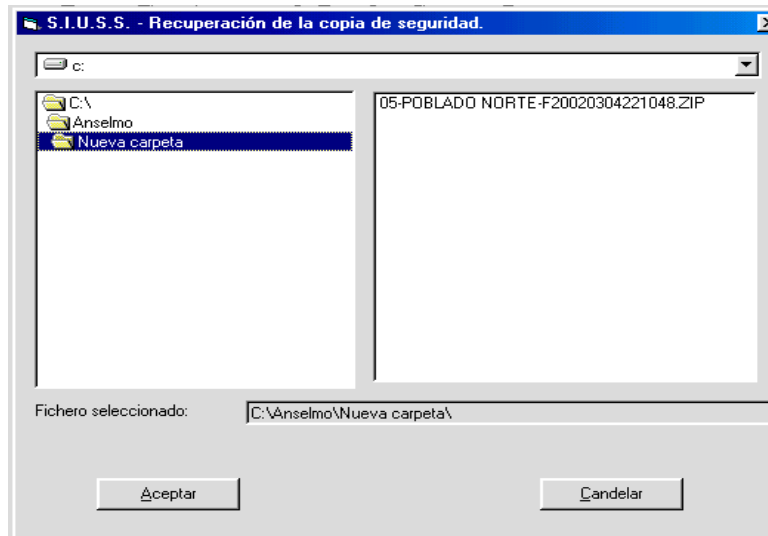 S.I.U.S.S. - Recuperación de la copia de seguridad.
c:
C:\
Anselmo
Nueva carpeta
05-POBLADO NORTE-F20020304221048.ZIP
Fichero seleccionado:
C:\Anselmo\Nueva carpeta\
Aceptar
Candelar